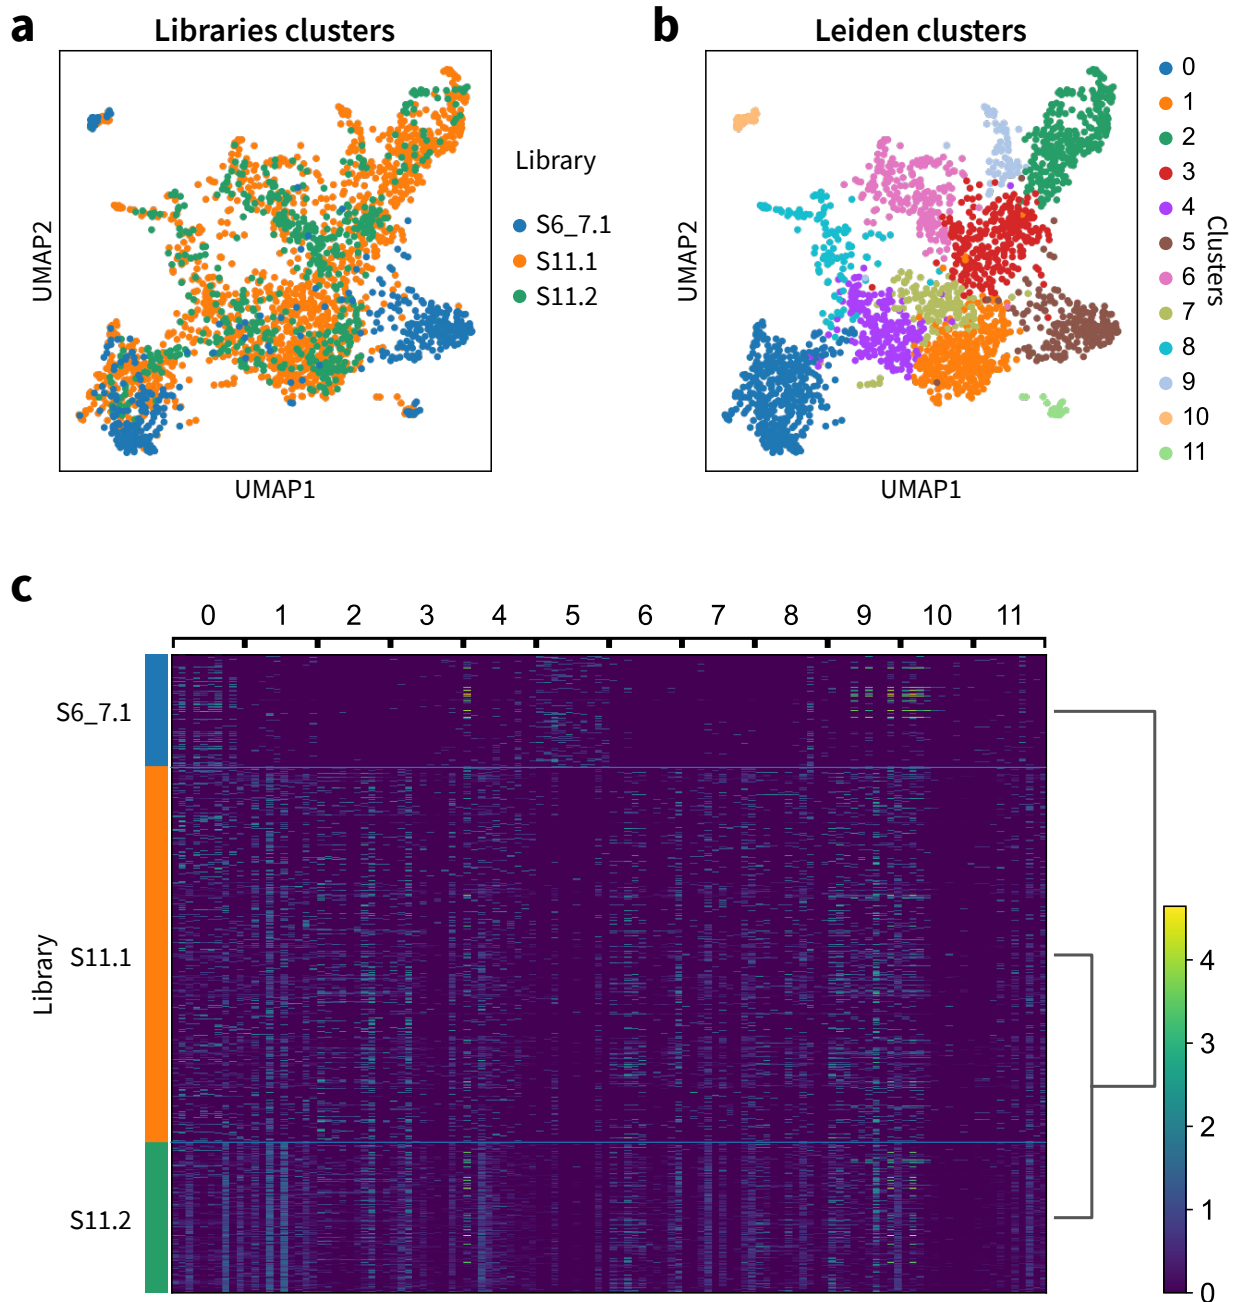 a
Libraries clusters
UMAP2
UMAP1
Library
S6_7.1
S11.1
S11.2
b
Leiden clusters
UMAP2
UMAP1
0
1
2
3
4
5
6
7
8
9
10
11
Clusters
c
0 1 2 3 4 5 6 7 8 9 10 11
S6_7.1
S11.1
S11.2
Library
4
3
2
1
0